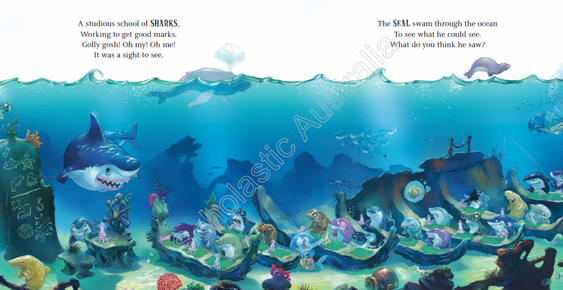 A studious school of SHARKS,
Working to get good marks.
Golly gosh! Oh my! Oh me!
It was a sight to see.
The SEAL swam through the ocean
To see what he could see.
What do you think he saw?
Scholastic Australia